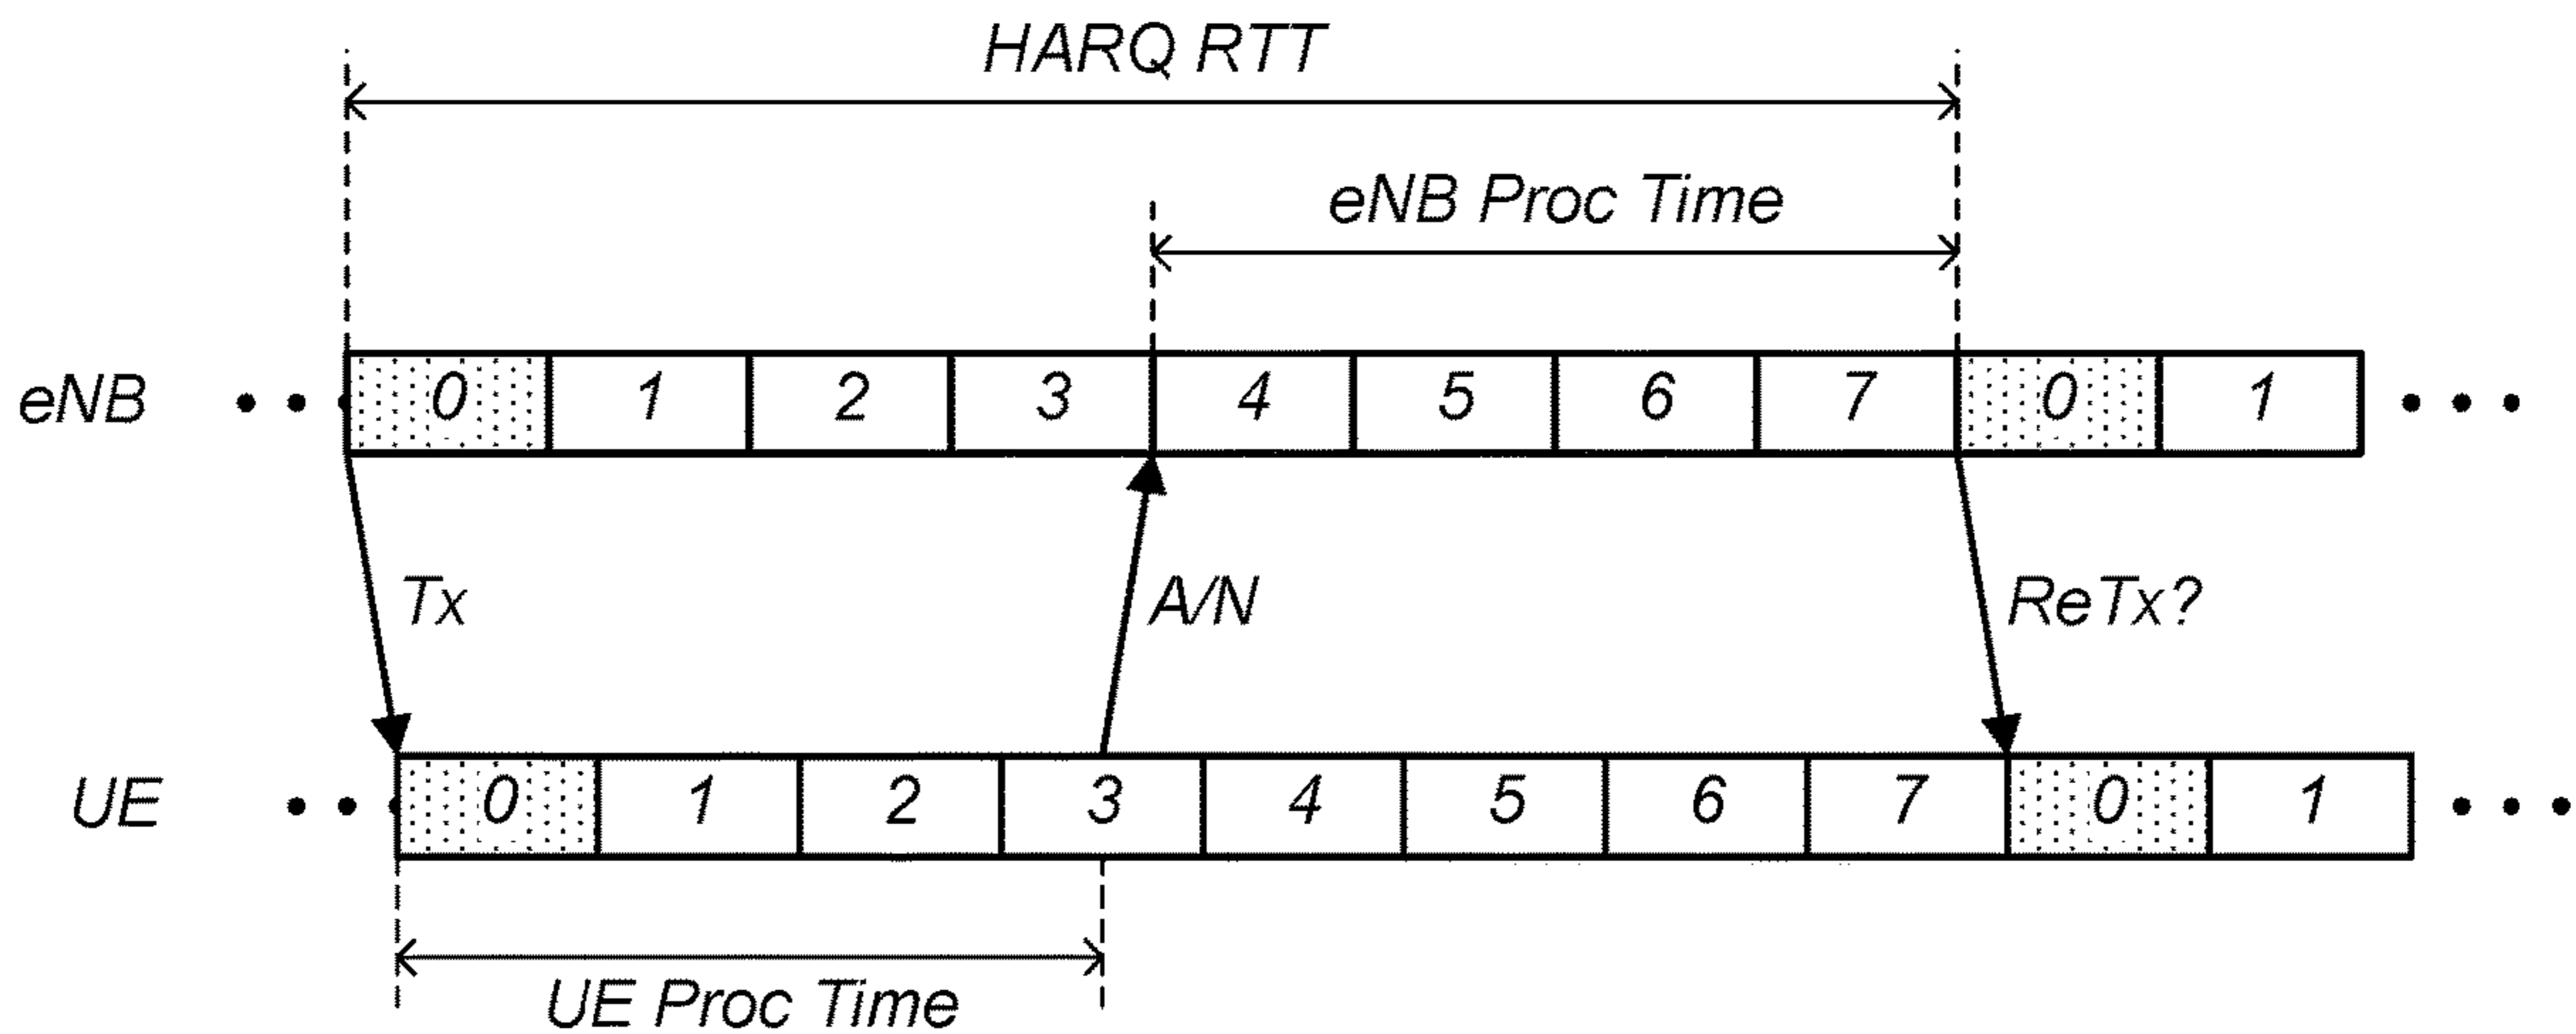 HARQ RTT
eNB Proc Time
eNB ••• 0 1 2 3 4 5 6 7 0 1 •••
Tx A/N ReTx?
UE ••• 0 1 2 3 4 5 6 7 0 1 •••
UE Proc Time